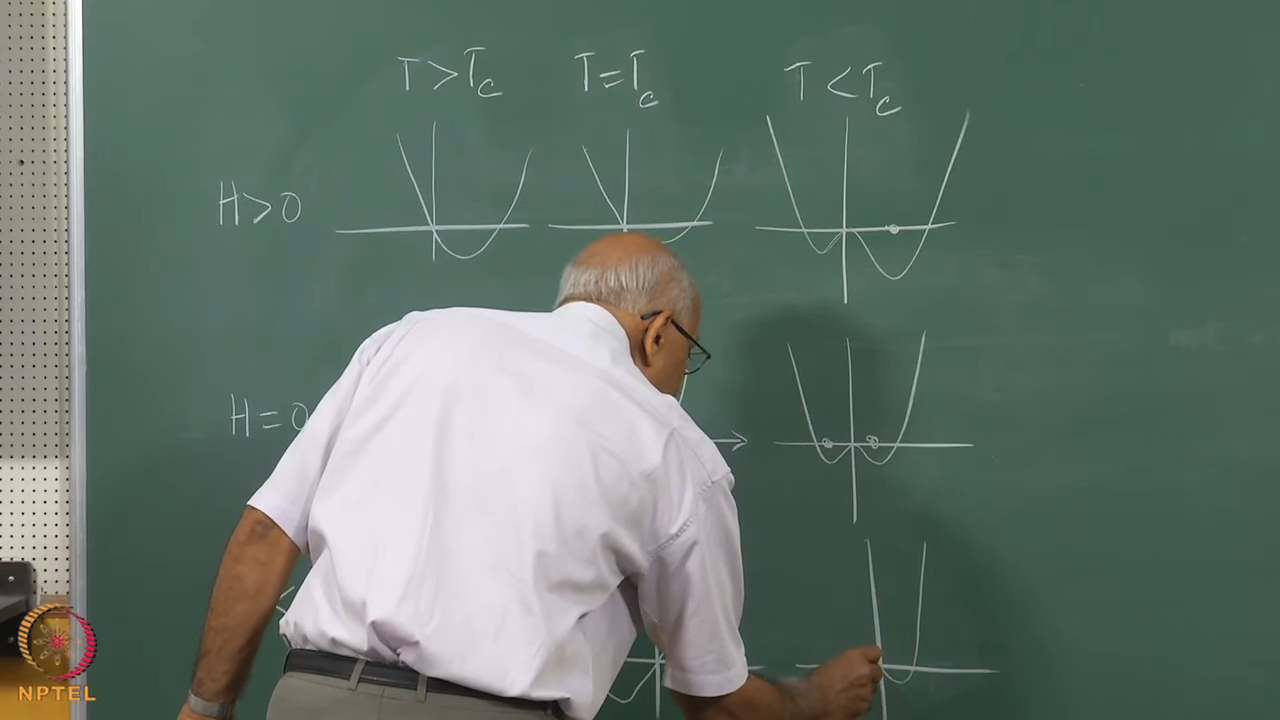 T > Tc T = Tc T < Tc
H > 0
H = 0
NPTEL